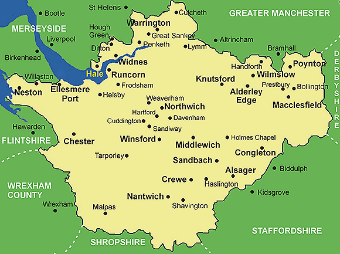 St Helens
Culcheth
GREATER MANCHESTER
Bootle
Hough
Green
Warrington
MERSEYSIDE
Great Sankey
Liverpool
Ditton
Penketh
Lymm
Altrincham
Bramhall
Birkenhead
Widnes
Hale
Handforth
Poynton
DERBYSHIRE
Willaston
Runcorn
Knutsford
Wilmslow
Neston
Ellesmere
Port
Frodsham
Prestbury
Bollington
Helsby
Alderley
Edge
Macclesfield
Weaverham
Northwich
Hartford
Davenham
Cuddington
Hawarden
Sandiway
FLINTSHIRE
Chester
Winsford
Middlewich
Holmes Chapel
Tarporley
Sandbach
Congleton
Alsager
Biddulph
WREXHAM
COUNTY
Crewe
Haslington
Kidsgrove
Nantwich
Wrexham
Malpas
Shavington
STAFFORDSHIRE
SHROPSHIRE